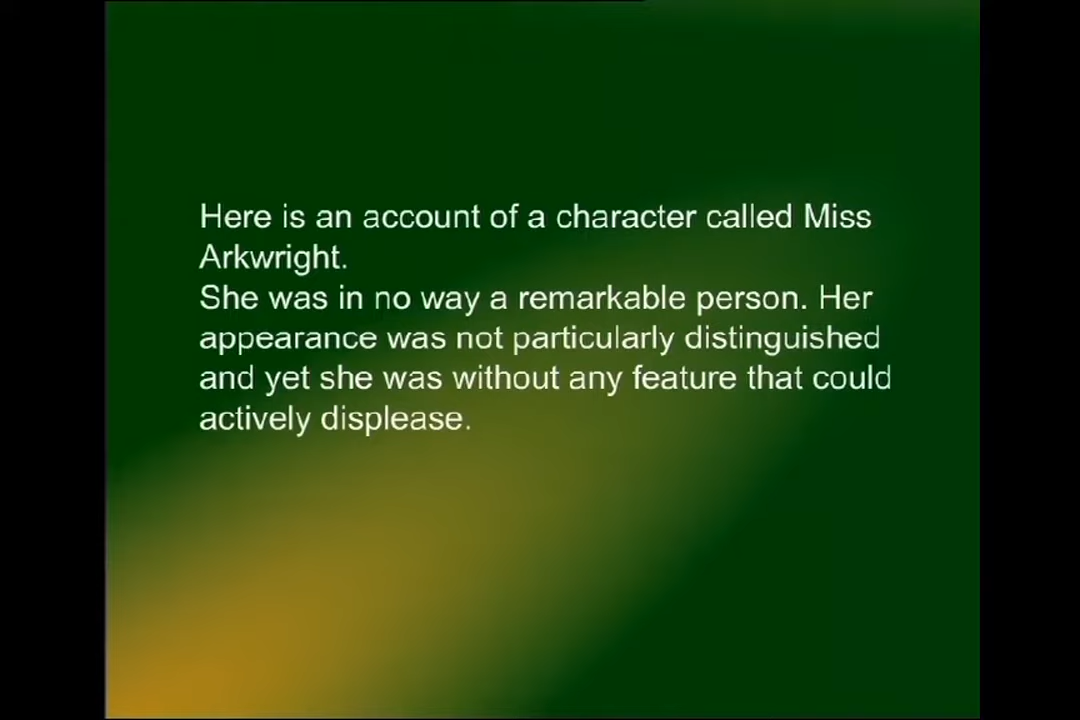 Here is an account of a character called Miss
Arkwright.
She was in no way a remarkable person. Her
appearance was not particularly distinguished
and yet she was without any feature that could
actively displease.